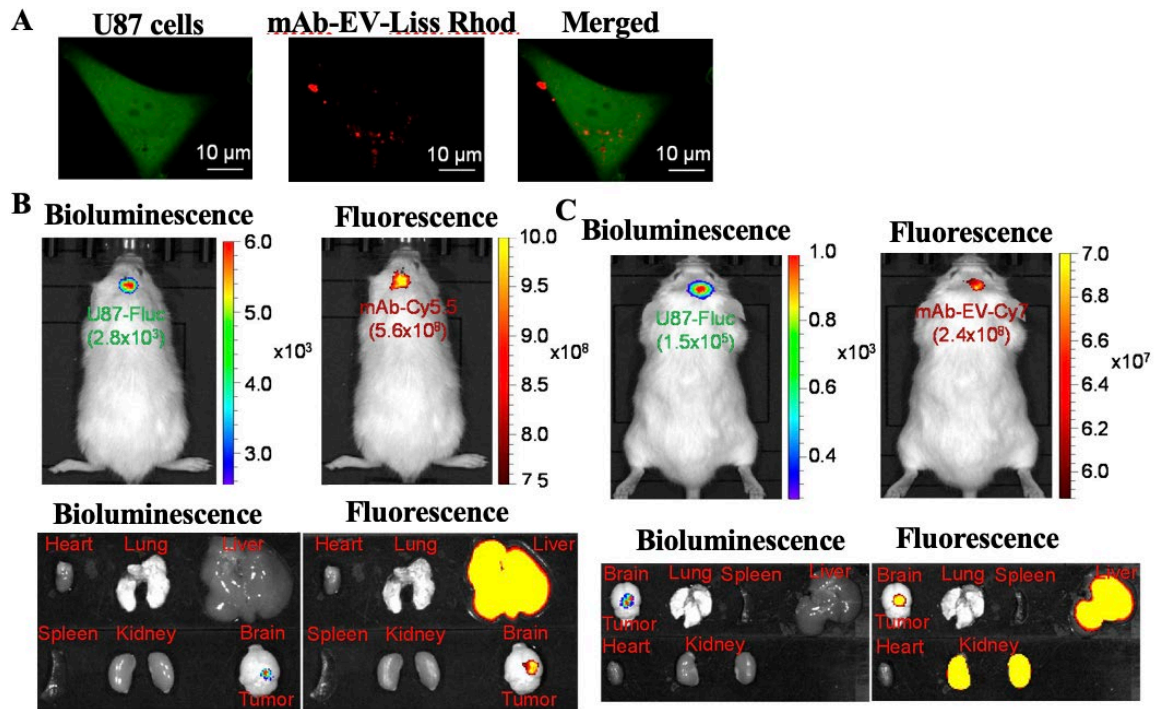 A
U87 cells
mAb-EV-Liss Rhod
Merged
10 µm
10 µm
10 µm
B
Bioluminescence
Fluorescence
U87-Fluc
(2.8x10³)
6.0
5.0
4.0
3.0
x10³
mAb-Cy5.5
(5.6x10⁸)
10.0
9.5
9.0
8.5
8.0
7 5
x10⁸
C
Bioluminescence
Fluorescence
U87-Fluc
(1.5x10⁵)
1.0
0.8
0.6
0.4
x10³
mAb-EV-Cy7
(2.4x10⁸)
7.0
6.8
6.6
6.4
6.2
6.0
x10⁷
Bioluminescence
Fluorescence
Heart Lung Liver
Spleen Kidney Brain
Tumor
Heart Lung Liver
Spleen Kidney Brain
Tumor
Bioluminescence
Fluorescence
Brain Lung Spleen Liver
Tumor
Heart Kidney
Brain Lung Spleen Liver
Tumor
Heart Kidney